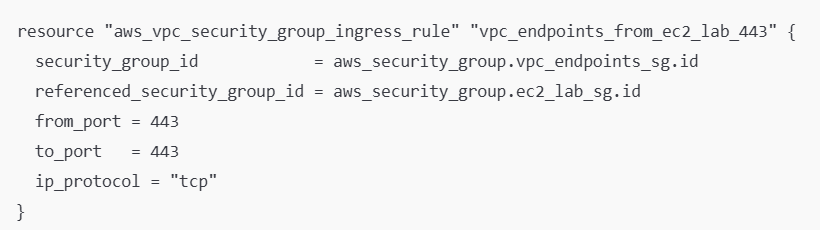 resource "aws_vpc_security_group_ingress_rule" "vpc_endpoints_from_ec2_lab_443" {
  security_group_id            = aws_security_group.vpc_endpoints_sg.id
  referenced_security_group_id = aws_security_group.ec2_lab_sg.id
  from_port = 443
  to_port   = 443
  ip_protocol = "tcp"
}